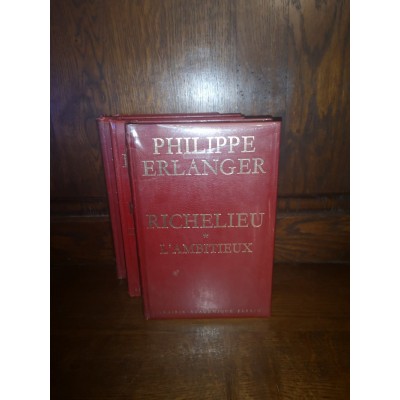 PHILIPPE
ERLANGER
RICHELIEU
*
L'AMBITIEUX